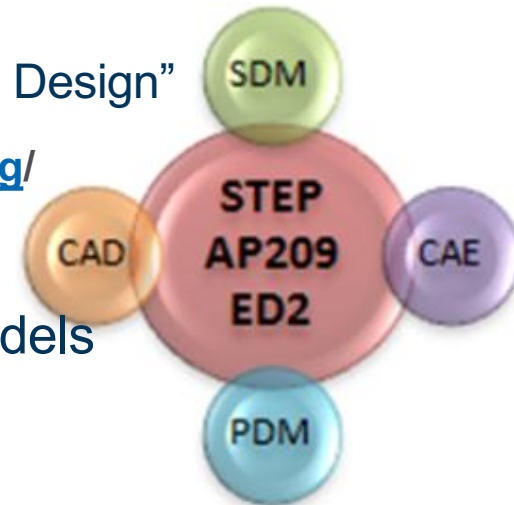 Design”
g/
dels
SDM
STEP
AP209
ED2
CAD
CAE
PDM